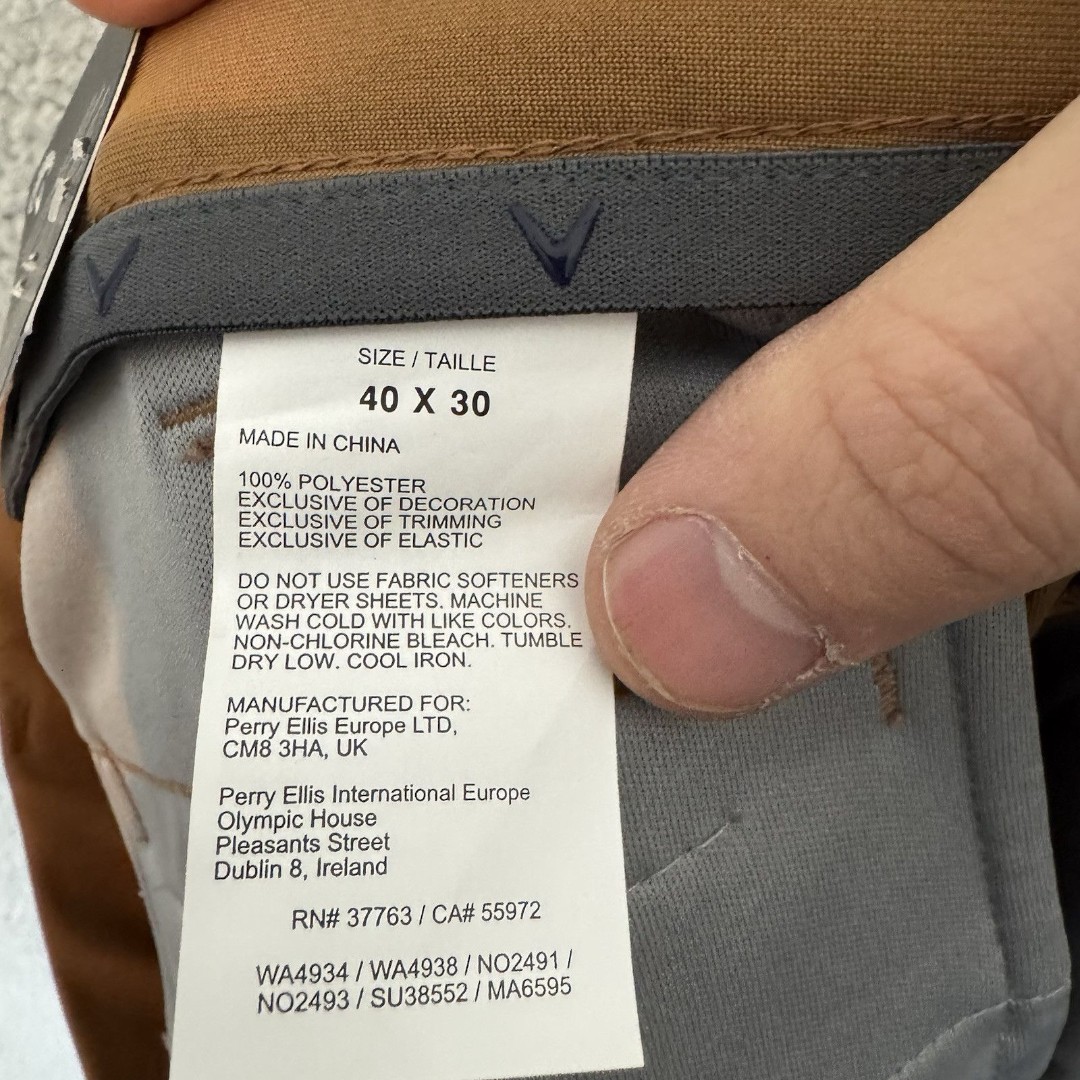 SIZE / TAILLE
40 X 30
MADE IN CHINA
100% POLYESTER
EXCLUSIVE OF DECORATION
EXCLUSIVE OF TRIMMING
EXCLUSIVE OF ELASTIC
DO NOT USE FABRIC SOFTENERS
OR DRYER SHEETS. MACHINE
WASH COLD WITH LIKE COLORS.
NON-CHLORINE BLEACH. TUMBLE
DRY LOW. COOL IRON.
MANUFACTURED FOR:
Perry Ellis Europe LTD,
CM8 3HA, UK
Perry Ellis International Europe
Olympic House
Pleasants Street
Dublin 8, Ireland
RN# 37763 / CA# 55972
WA4934 / WA4938 / NO2491 /
NO2493 / SU38552 / MA6595